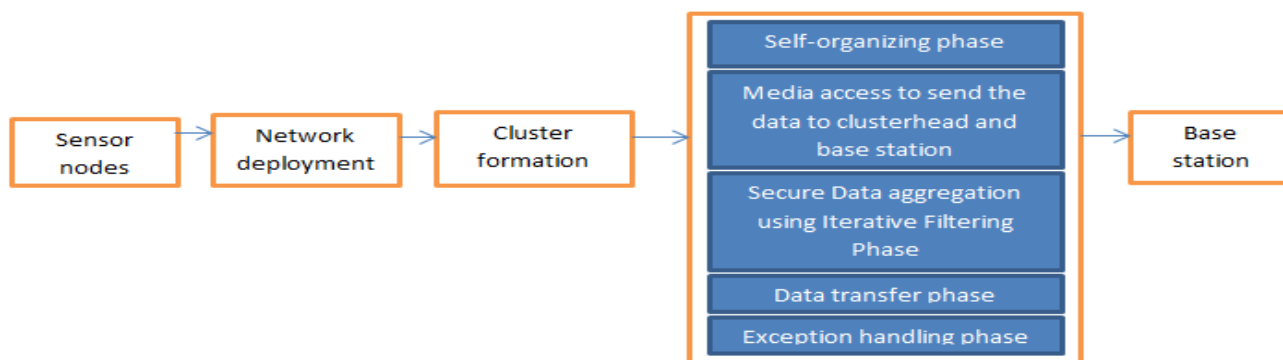 Sensor
nodes
Network
deployment
Cluster
formation
Self-organizing phase
Media access to send the
data to clusterhead and
base station
Secure Data aggregation
using Iterative Filtering
Phase
Data transfer phase
Exception handling phase
Base
station